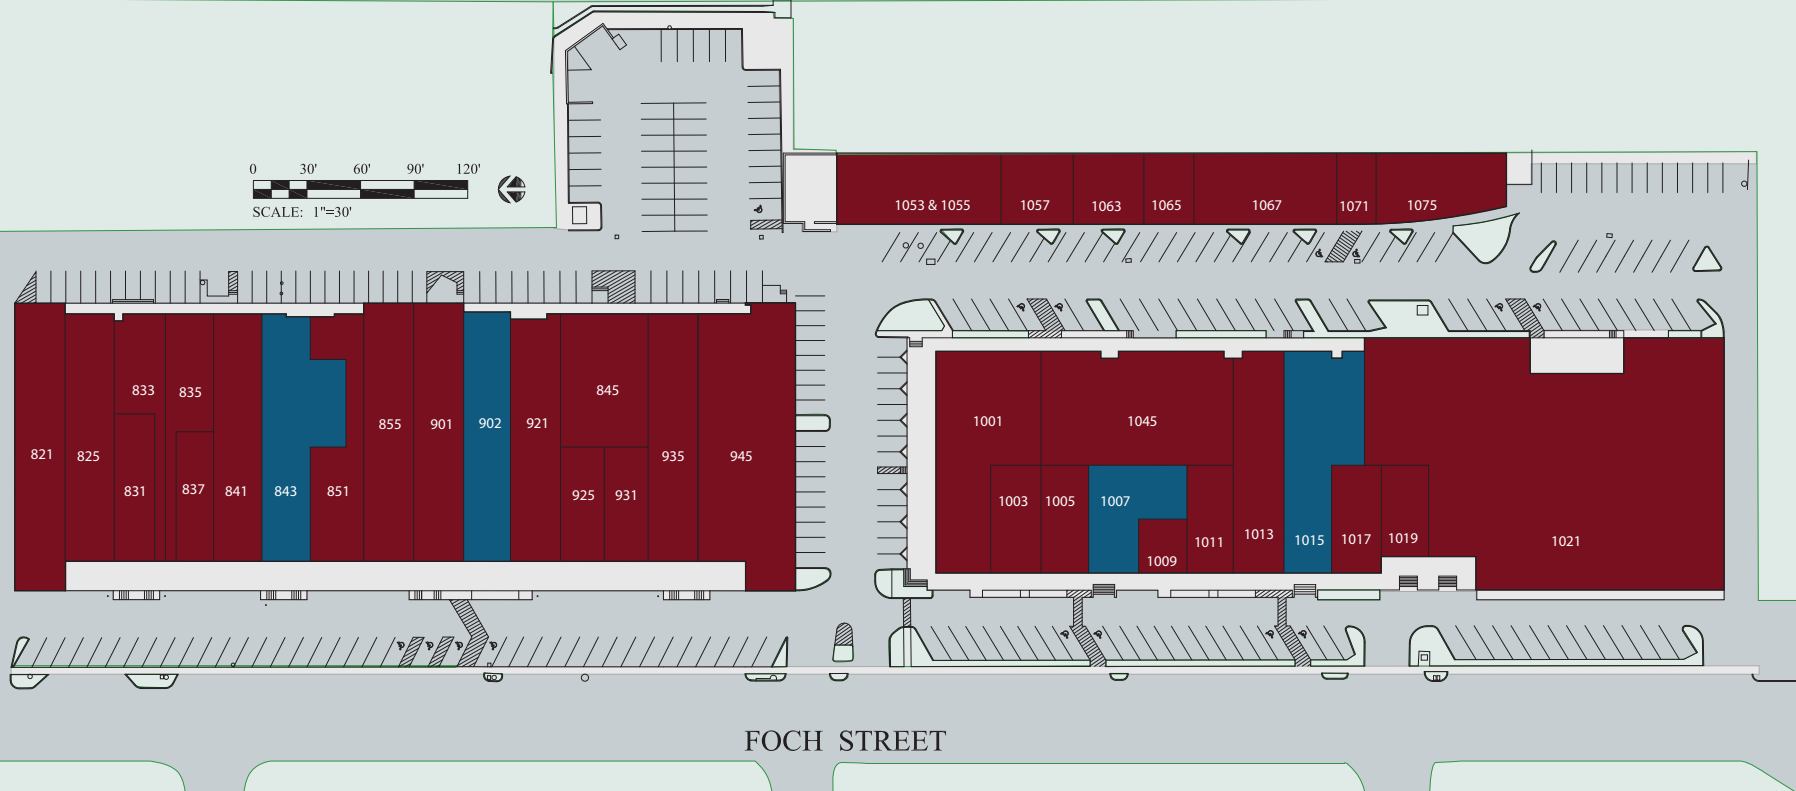 0 30' 60' 90' 120'
SCALE: 1"=30'
1053 & 1055 1057 1063 1065 1067 1071 1075
821 825 833 831 835 837 841 843 851 855 901 902 921 845 925 931 935 945
1001 1003 1005 1045 1007 1009 1011 1013 1015 1017 1019 1021
FOCH STREET